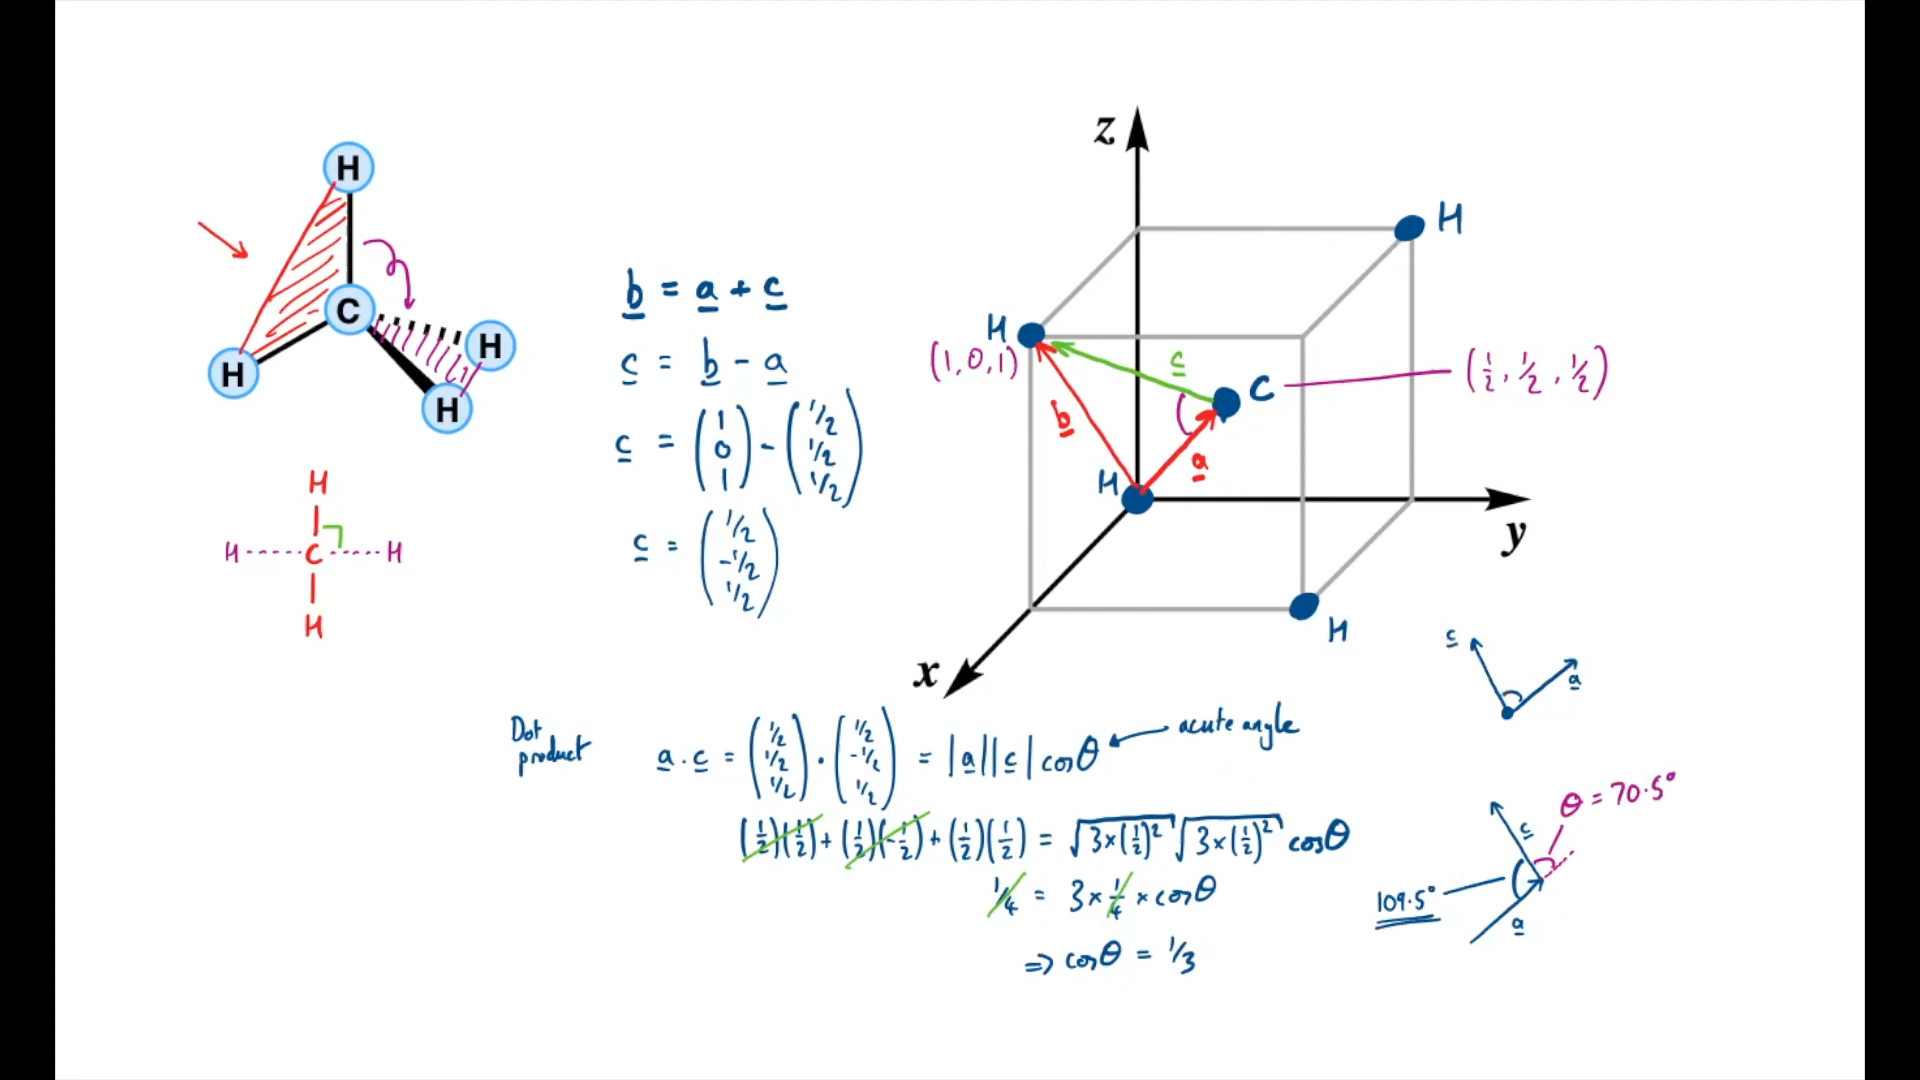 H
C
H
H
H
H
H C H
H
b = a + c
c = b - a
c = (1 0 1) - (1/2 1/2 1/2)
c = (1/2 -1/2 1/2)
z
H
H
(1, 0, 1)
c
C
(1/2, 1/2, 1/2)
b
a
H
y
H
x
c
a
Dot product
a . c = (1/2 1/2 1/2) . (1/2 -1/2 1/2) = |a||c| cosθ
acute angle
(1/2)(1/2) + (1/2)(-1/2) + (1/2)(1/2) = √3×(1/2)² √3×(1/2)² cosθ
1/4 = 3 × 1/4 × cosθ
⇒ cosθ = 1/3
θ = 70.5°
c
109.5°
a